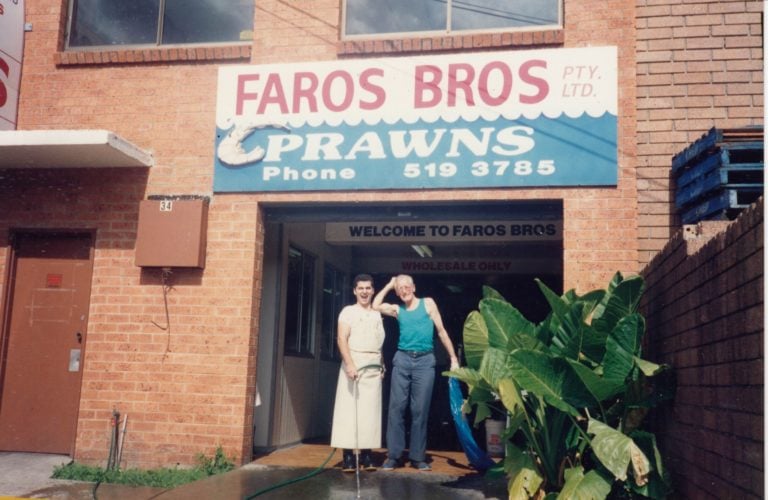 FAROS BROS PTY.
LTD.
PRAWNS
Phone 519 3785
34
WELCOME TO FAROS BROS
WHOLESALE ONLY